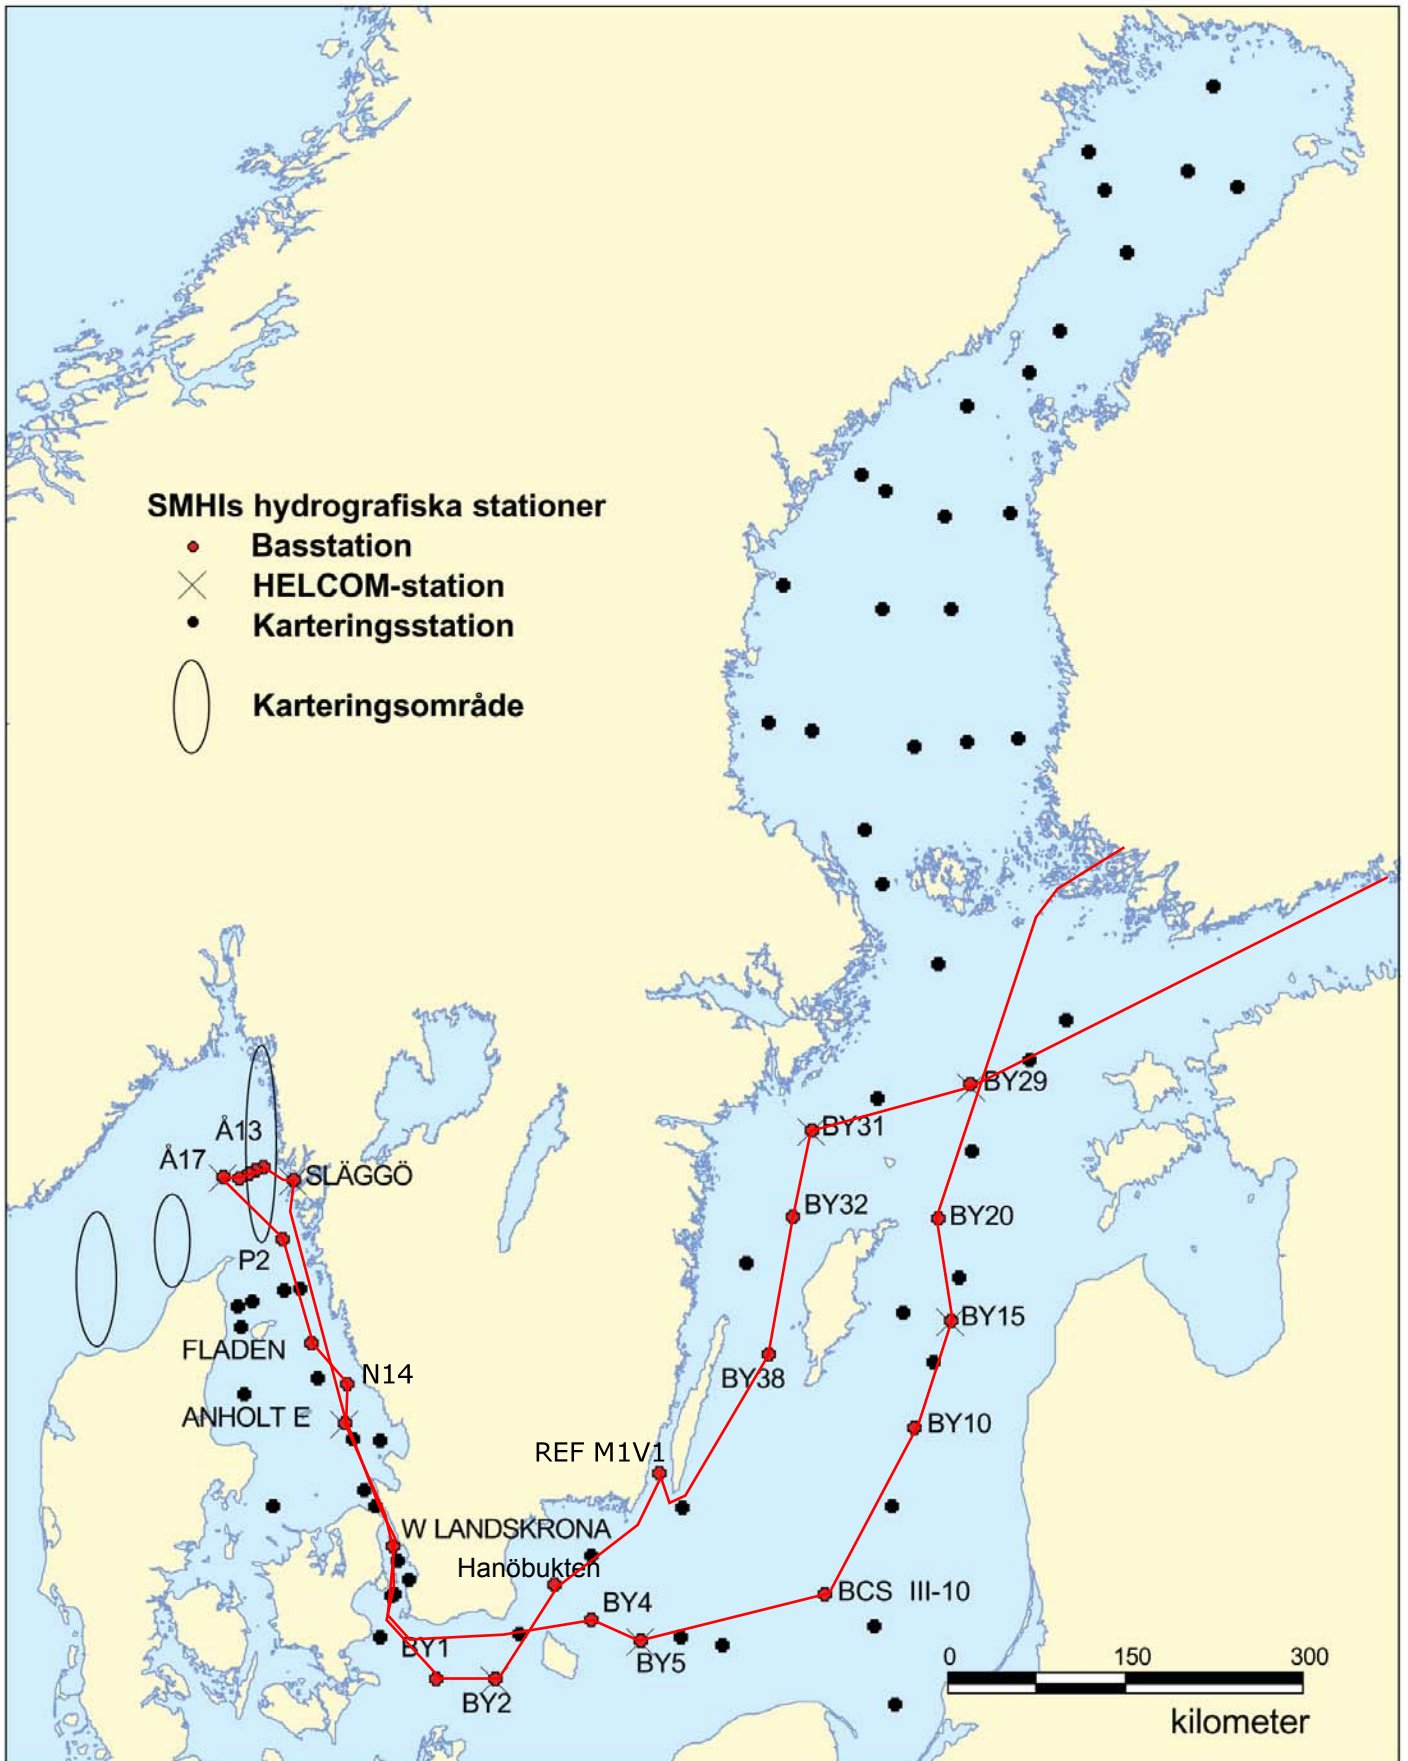 SMHIs hydrografiska stationer
Basstation
HELCOM-station
Karteringsstation
Karteringsområde
BY29
Å13
BY31
Å17
SLÄGGÖ
BY32
BY20
P2
BY15
FLADEN
BY38
N14
ANHOLT E
BY10
REF M1V1
W LANDSKRONA
Hanöbukten
BCS III-10
BY4
BY1
BY5
BY2
0 150 300
kilometer